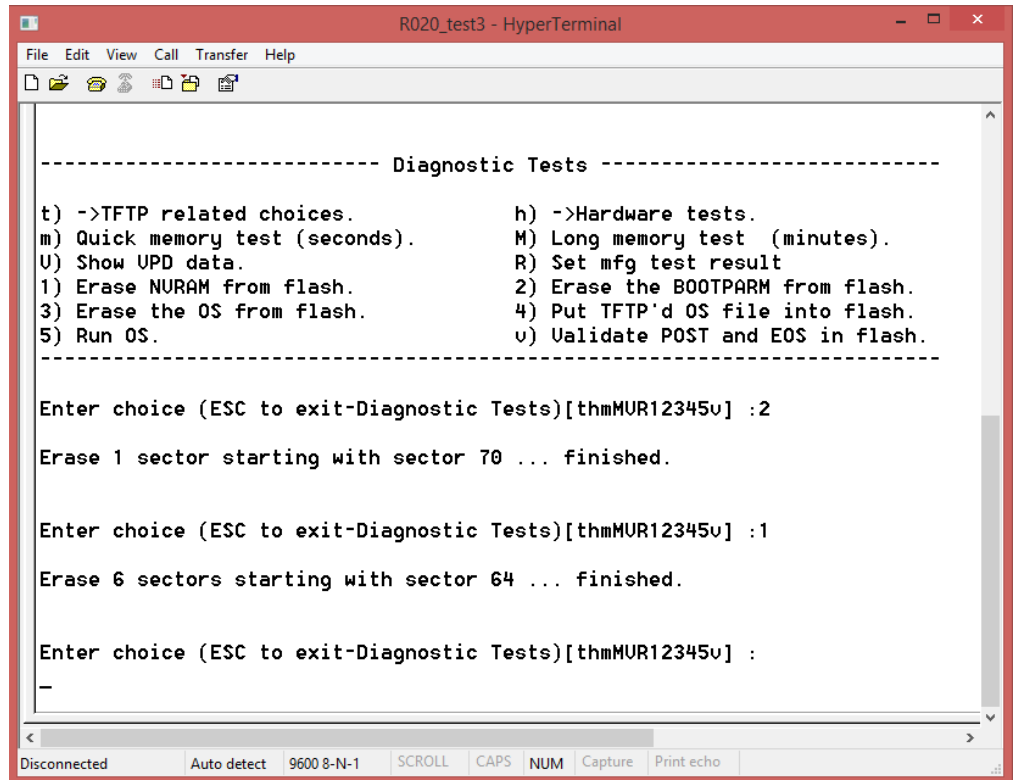 R020_test3 - HyperTerminal
File Edit View Call Transfer Help
---------------------------- Diagnostic Tests ----------------------------
t) ->TFTP related choices. h) ->Hardware tests.
m) Quick memory test (seconds). M) Long memory test (minutes).
V) Show VPD data. R) Set mfg test result
1) Erase NVRAM from flash. 2) Erase the BOOTPARM from flash.
3) Erase the OS from flash. 4) Put TFTP'd OS file into flash.
5) Run OS. v) Validate POST and EOS in flash.
--------------------------------------------------------------------------
Enter choice (ESC to exit-Diagnostic Tests)[thmMVR12345v] :2
Erase 1 sector starting with sector 70 ... finished.
Enter choice (ESC to exit-Diagnostic Tests)[thmMVR12345v] :1
Erase 6 sectors starting with sector 64 ... finished.
Enter choice (ESC to exit-Diagnostic Tests)[thmMVR12345v] :
_
Disconnected Auto detect 9600 8-N-1 SCROLL CAPS NUM Capture Print echo